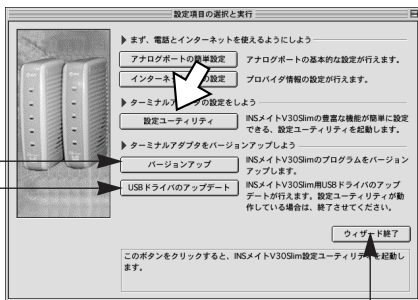 設定項目の選択と実行
まず、電話とインターネットを使えるようにしよう
アナログポートの簡単設定
アナログポートの基本的な設定が行えます。
インターネ
の設定
プロバイダ情報の設定が行えます。
ターミナルアダプタの設定をしよう
設定ユーティリティ
INSメイトV30Slimの豊富な機能が簡単に設定
できる、設定ユーティリティを起動します。
ターミナルアダプタをバージョンアップしよう
バージョンアップ
INSメイトV30Slimのプログラムをバージョン
アップします。
USBドライバのアップデート
INSメイトV30Slim用USBドライバのアップ
デートが行えます。設定ユーティリティが動
作している場合は、終了させてください。
ウィザード終了
このボタンをクリックすると、INSメイトV30Slim設定ユーティリティを起動し
ます。